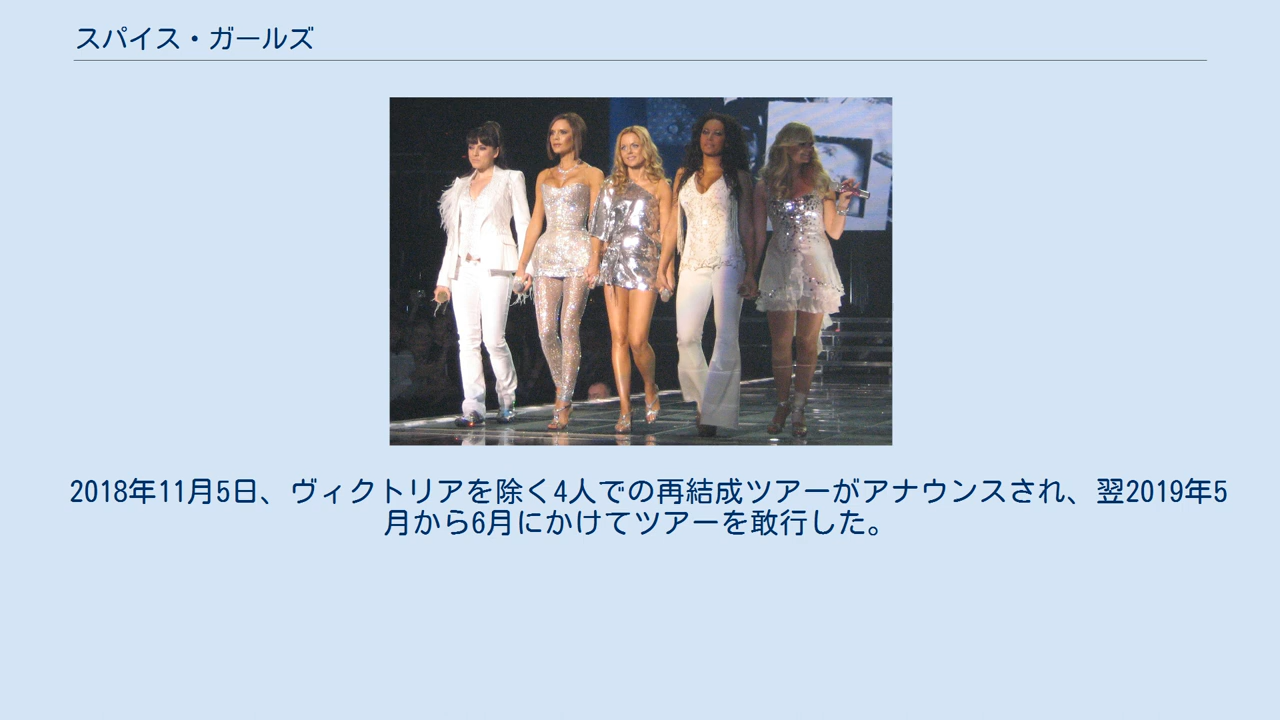 スパイス・ガールズ
2018年11月5日、ヴィクトリアを除く4人での再結成ツアーがアナウンスされ、翌2019年5
月から6月にかけてツアーを敢行した。